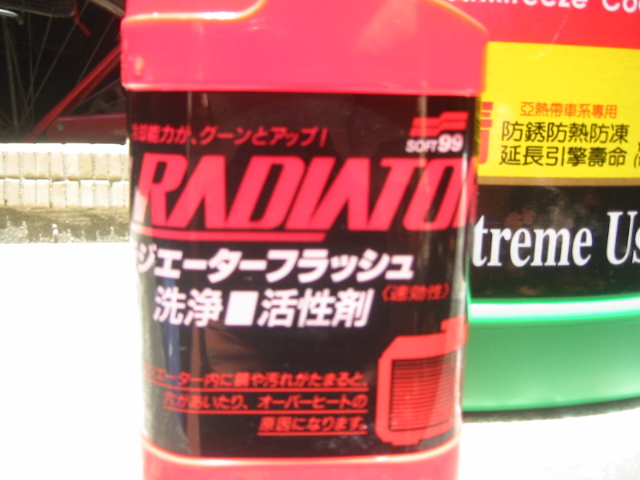 却能力が、グーンとアップ!
SOFT99
RADIATO
ジエーターフラッシュ
洗浄■活性剤
〈速効性〉
ジエーター内に錆や汚れがたまると、
穴があいたり、オーバーヒートの
原因になります。
ntifreeze Co
亞熱帶車系專用
防銹防熱防凍
延長引擎壽命
treme Us